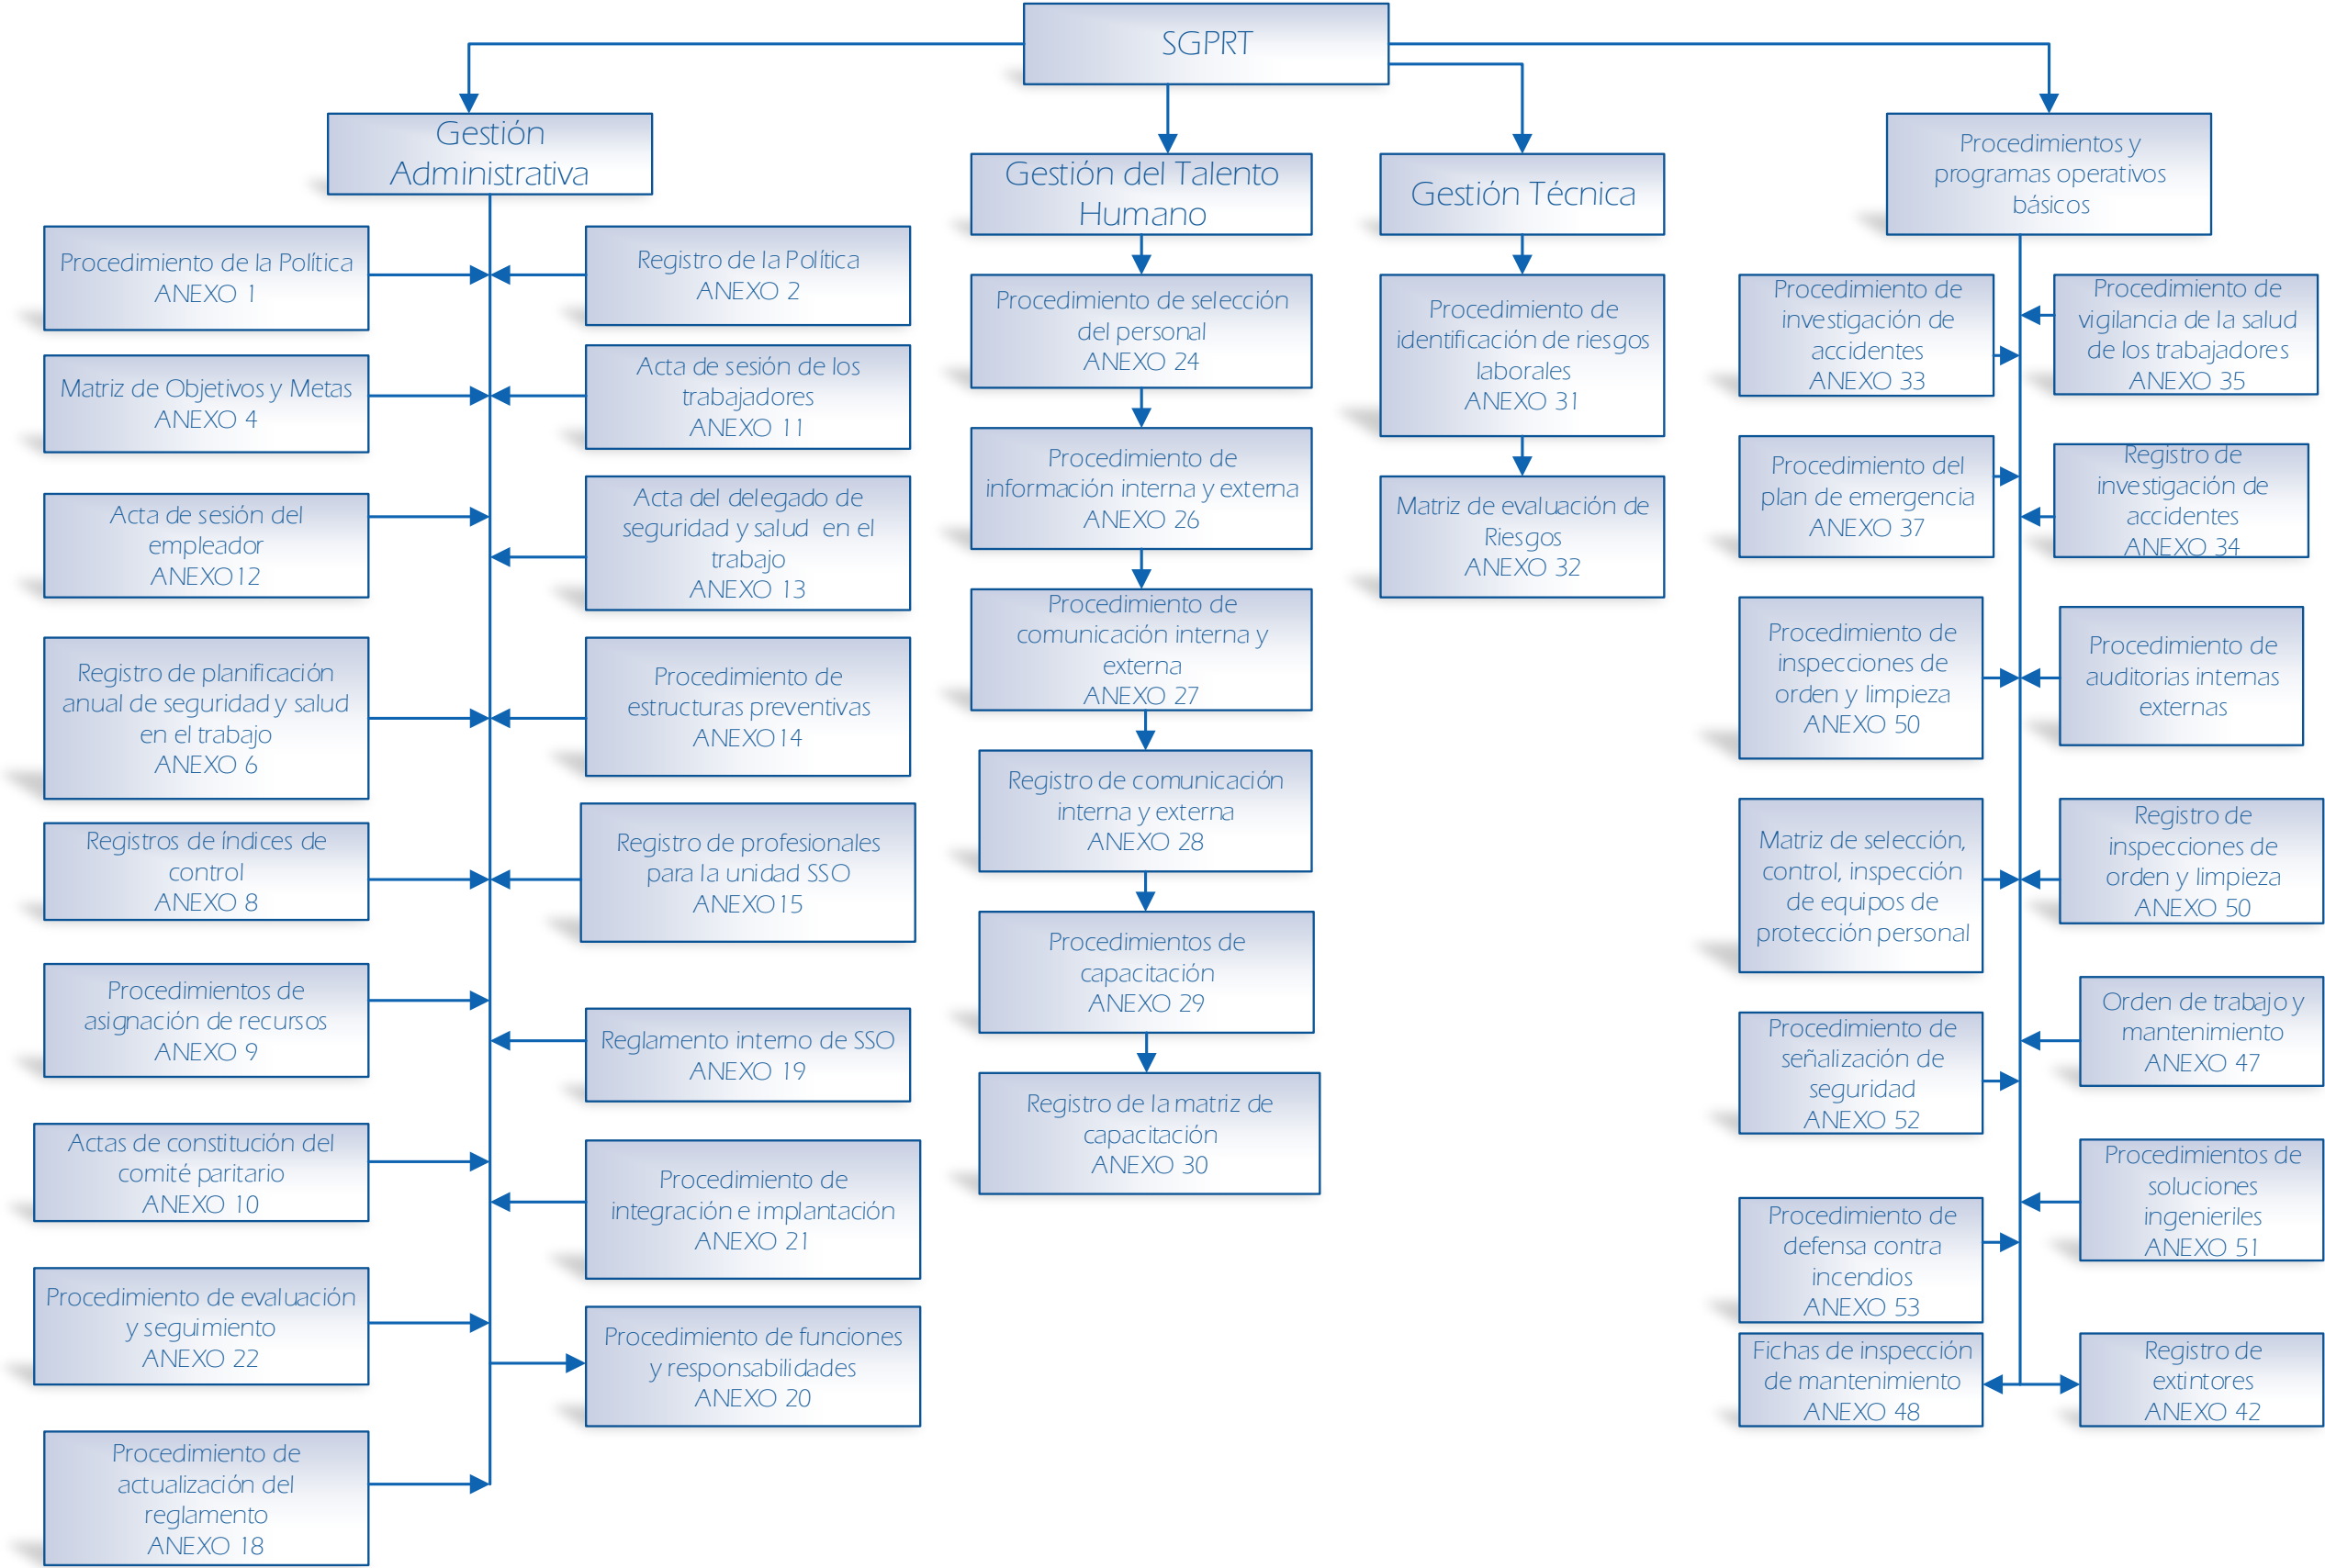 SGPRT
Gestión
Administrativa
Procedimiento de la Política
ANEXO 1
Registro de la Política
ANEXO 2
Matriz de Objetivos y Metas
ANEXO 4
Acta de sesión de los
trabajadores
ANEXO 11
Acta de sesión del
empleador
ANEXO12
Acta del delegado de
seguridad y salud en el
trabajo
ANEXO 13
Registro de planificación
anual de seguridad y salud
en el trabajo
ANEXO 6
Procedimiento de
estructuras preventivas
ANEXO14
Registros de índices de
control
ANEXO 8
Registro de profesionales
para la unidad SSO
ANEXO15
Procedimientos de
asignación de recursos
ANEXO 9
Reglamento interno de SSO
ANEXO 19
Actas de constitución del
comité paritario
ANEXO 10
Procedimiento de
integración e implantación
ANEXO 21
Procedimiento de evaluación
y seguimiento
ANEXO 22
Procedimiento de funciones
y responsabilidades
ANEXO 20
Procedimiento de
actualización del
reglamento
ANEXO 18
Gestión del Talento
Humano
Procedimiento de selección
del personal
ANEXO 24
Procedimiento de
información interna y externa
ANEXO 26
Procedimiento de
comunicación interna y
externa
ANEXO 27
Registro de comunicación
interna y externa
ANEXO 28
Procedimientos de
capacitación
ANEXO 29
Registro de la matriz de
capacitación
ANEXO 30
Gestión Técnica
Procedimiento de
identificación de riesgos
laborales
ANEXO 31
Matriz de evaluación de
Riesgos
ANEXO 32
Procedimientos y
programas operativos
básicos
Procedimiento de
investigación de
accidentes
ANEXO 33
Procedimiento de
vigilancia de la salud
de los trabajadores
ANEXO 35
Procedimiento del
plan de emergencia
ANEXO 37
Registro de
investigación de
accidentes
ANEXO 34
Procedimiento de
inspecciones de
orden y limpieza
ANEXO 50
Procedimiento de
auditorias internas
externas
Matriz de selección,
control, inspección
de equipos de
protección personal
Registro de
inspecciones de
orden y limpieza
ANEXO 50
Procedimiento de
señalización de
seguridad
ANEXO 52
Orden de trabajo y
mantenimiento
ANEXO 47
Procedimientos de
soluciones
ingenieriles
ANEXO 51
Procedimiento de
defensa contra
incendios
ANEXO 53
Fichas de inspección
de mantenimiento
ANEXO 48
Registro de
extintores
ANEXO 42